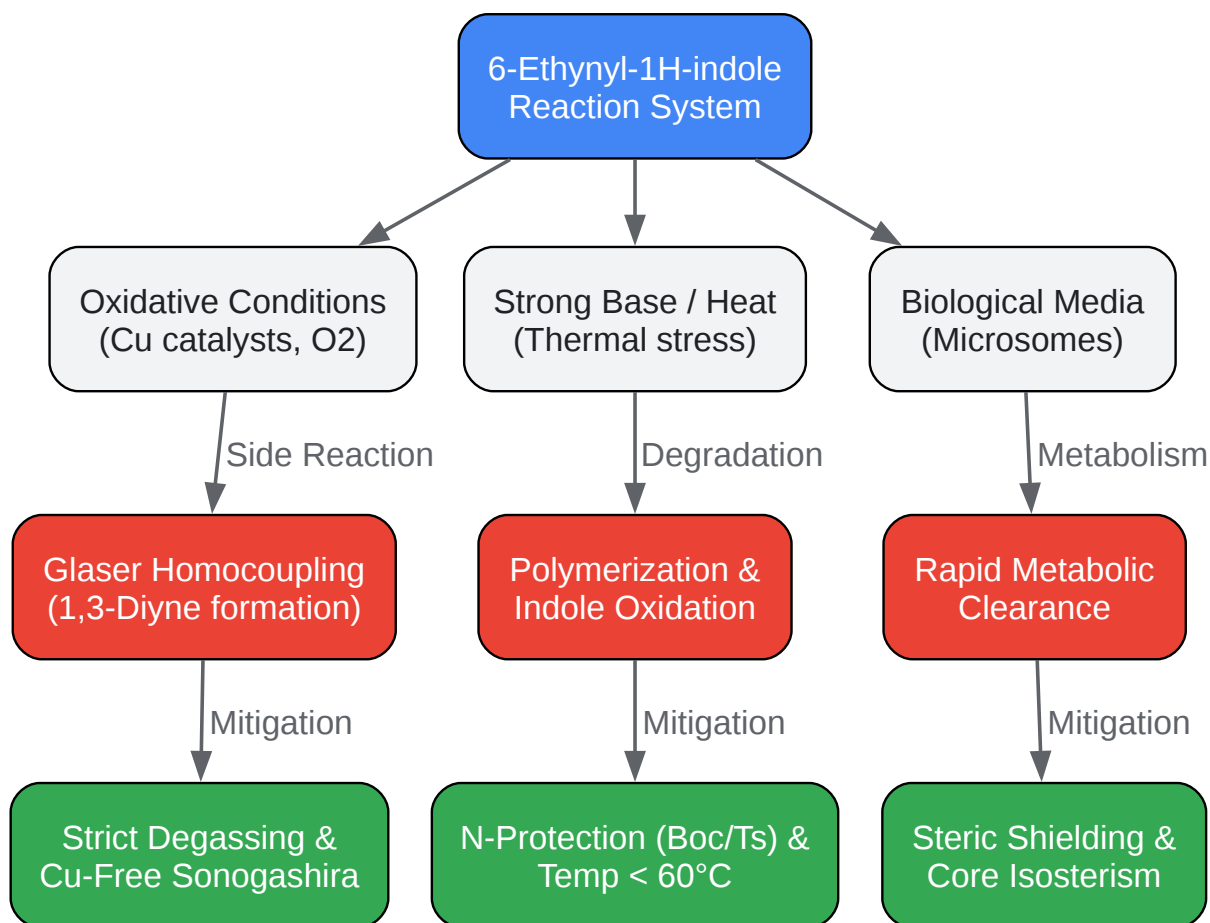 6-Ethynyl-1H-indole
Reaction System
Oxidative Conditions
(Cu catalysts, O2)
Strong Base / Heat
(Thermal stress)
Biological Media
(Microsomes)
Side Reaction
Degradation
Metabolism
Glaser Homocoupling
(1,3-Diyne formation)
Polymerization &
Indole Oxidation
Rapid Metabolic
Clearance
Mitigation
Mitigation
Mitigation
Strict Degassing &
Cu-Free Sonogashira
N-Protection (Boc/Ts) &
Temp < 60°C
Steric Shielding &
Core Isosterism